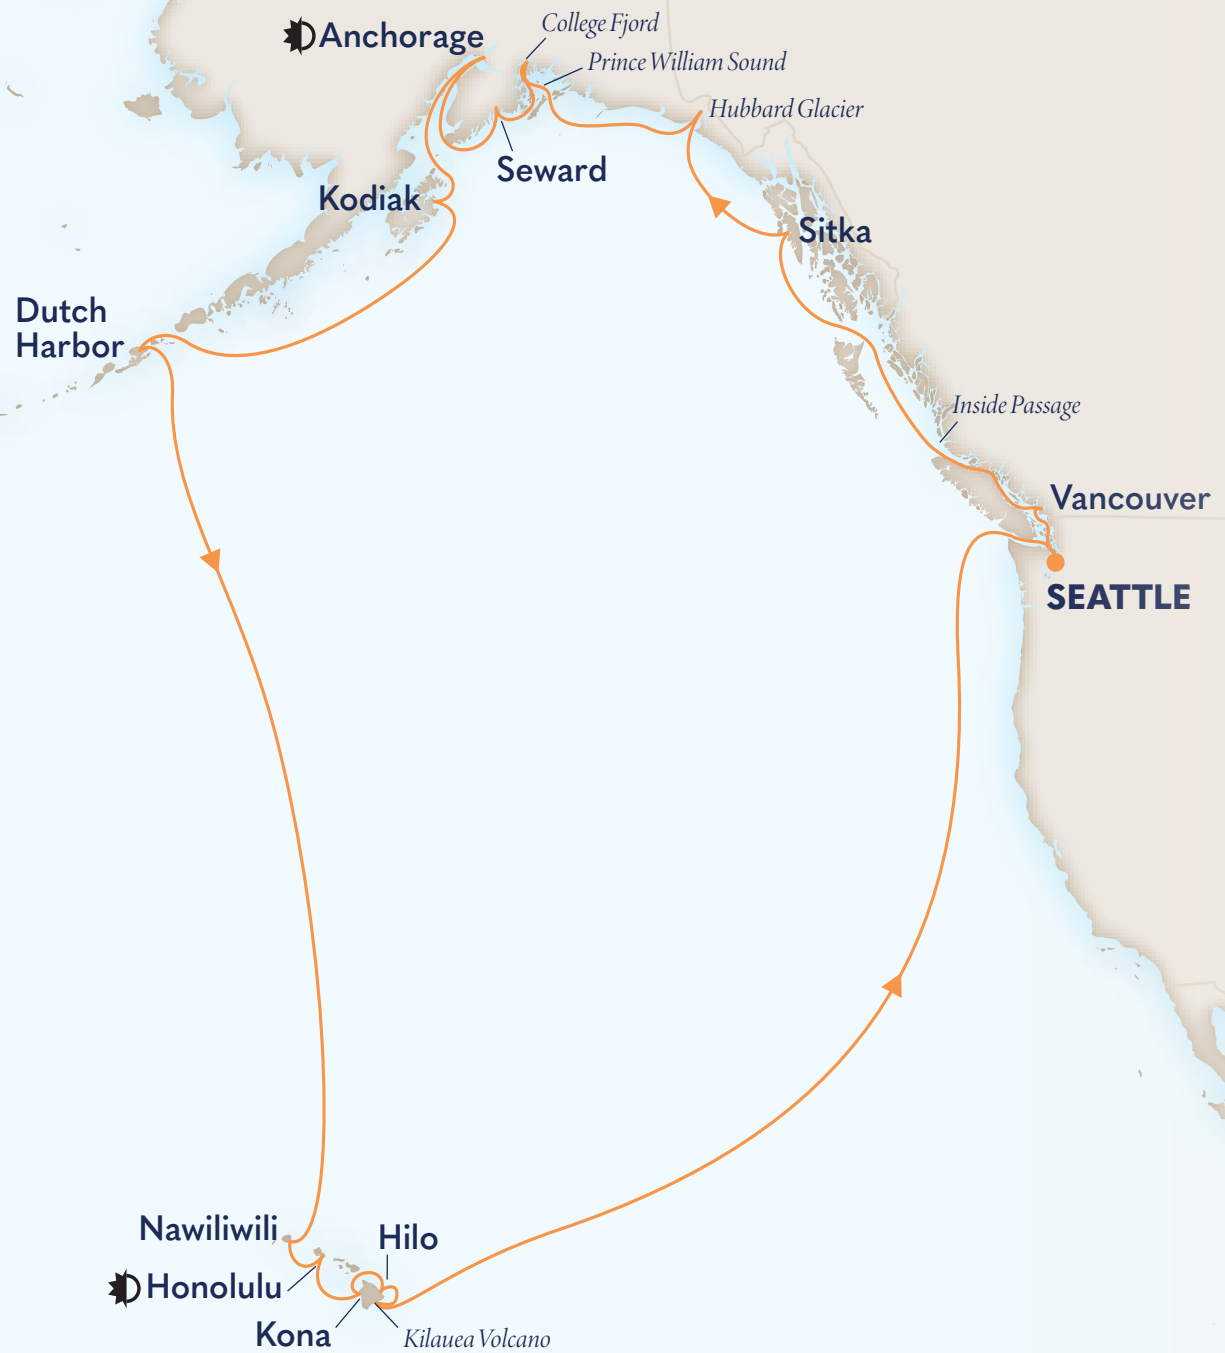 College Fjord
Anchorage
Prince William Sound
Hubbard Glacier
Seward
Kodiak
Sitka
Dutch
Harbor
Inside Passage
Vancouver
SEATTLE
Nawiliwili
Hilo
Honolulu
Kona
Kilauea Volcano